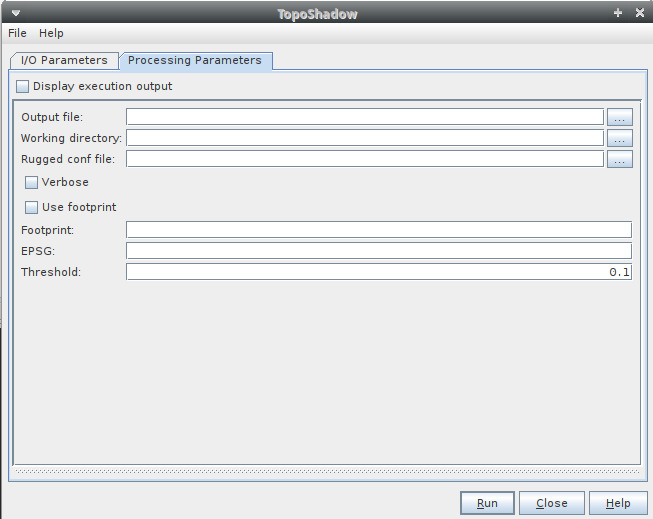 TopoShadow
File Help
I/O Parameters Processing Parameters
Display execution output
Output file: ...
Working directory: ...
Rugged conf file: ...
Verbose
Use footprint
Footprint:
EPSG:
Threshold: 0.1
Run Close Help